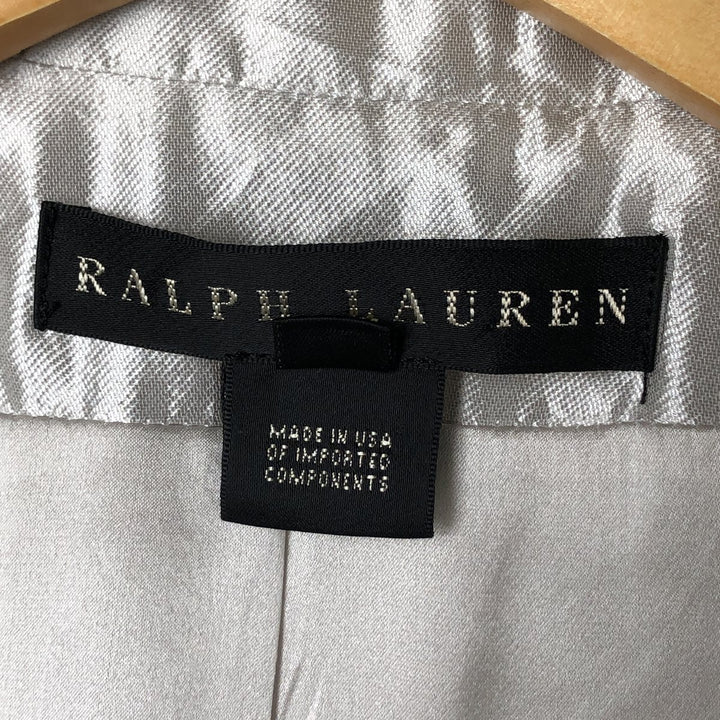 RALPH LAUREN
MADE IN USA
OF IMPORTED
COMPONENTS